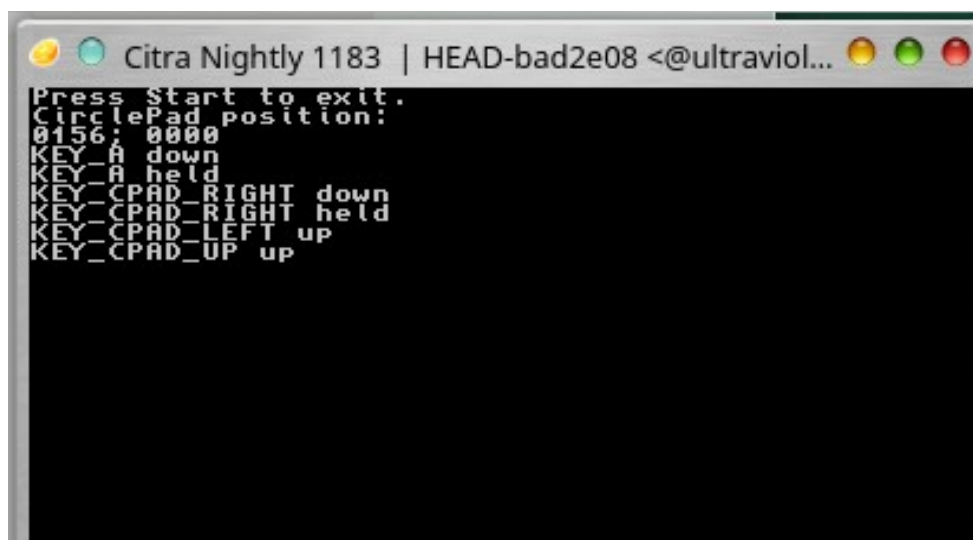 Citra Nightly 1183 | HEAD-bad2e08 <@ultraviol...
Press Start to exit.
CirclePad position:
0156; 0000
KEY_A down
KEY_A held
KEY_CPAD_RIGHT down
KEY_CPAD_RIGHT held
KEY_CPAD_LEFT up
KEY_CPAD_UP up